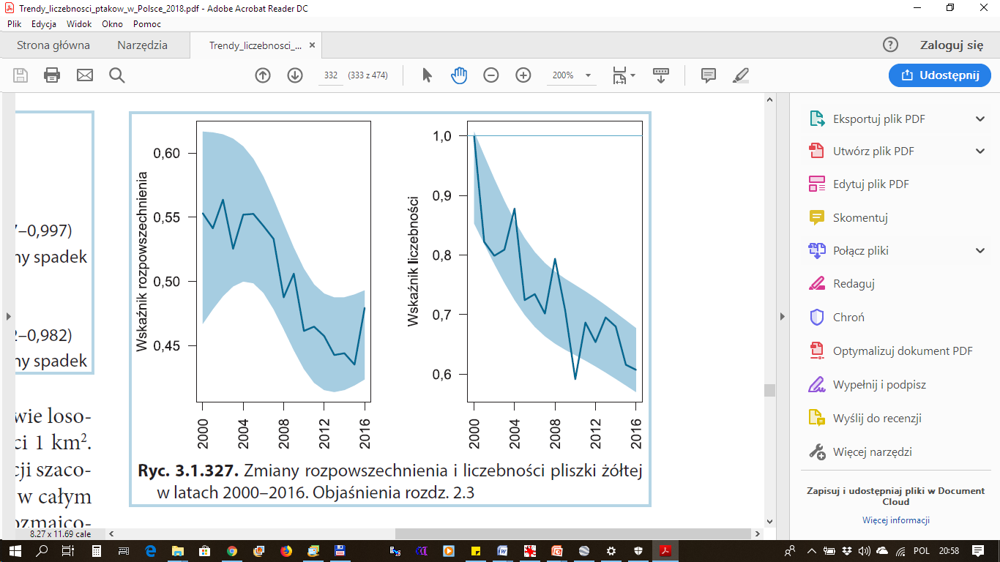 Trendy_liczebnosci_ptakow_w_Polsce_2018.pdf - Adobe Acrobat Reader DC
Plik Edycja Widok Okno Pomoc
Strona główna Narzędzia Trendy_liczebnosci_... × ? Zaloguj się
332 (333 z 474) 200% Udostępnij
7–0,997)
ny spadek
2–0,982)
ny spadek
wie loso-
ci 1 km².
cji szaco-
w całym
ozmaico-
Wskaźnik rozpowszechnienia
0,60
0,55
0,50
0,45
2000 2004 2008 2012 2016
Wskaźnik liczebności
1,0
0,9
0,8
0,7
0,6
2000 2004 2008 2012 2016
Ryc. 3.1.327. Zmiany rozpowszechnienia i liczebności pliszki żółtej
w latach 2000–2016. Objaśnienia rozdz. 2.3
8.27 x 11.69 cale
Eksportuj plik PDF
Utwórz plik PDF
Edytuj plik PDF
Skomentuj
Połącz pliki
Redaguj
Chroń
Optymalizuj dokument PDF
Wypełnij i podpisz
Wyślij do recenzji
Więcej narzędzi
Zapisuj i udostępniaj pliki w Document
Cloud
Więcej informacji
POL 20:58